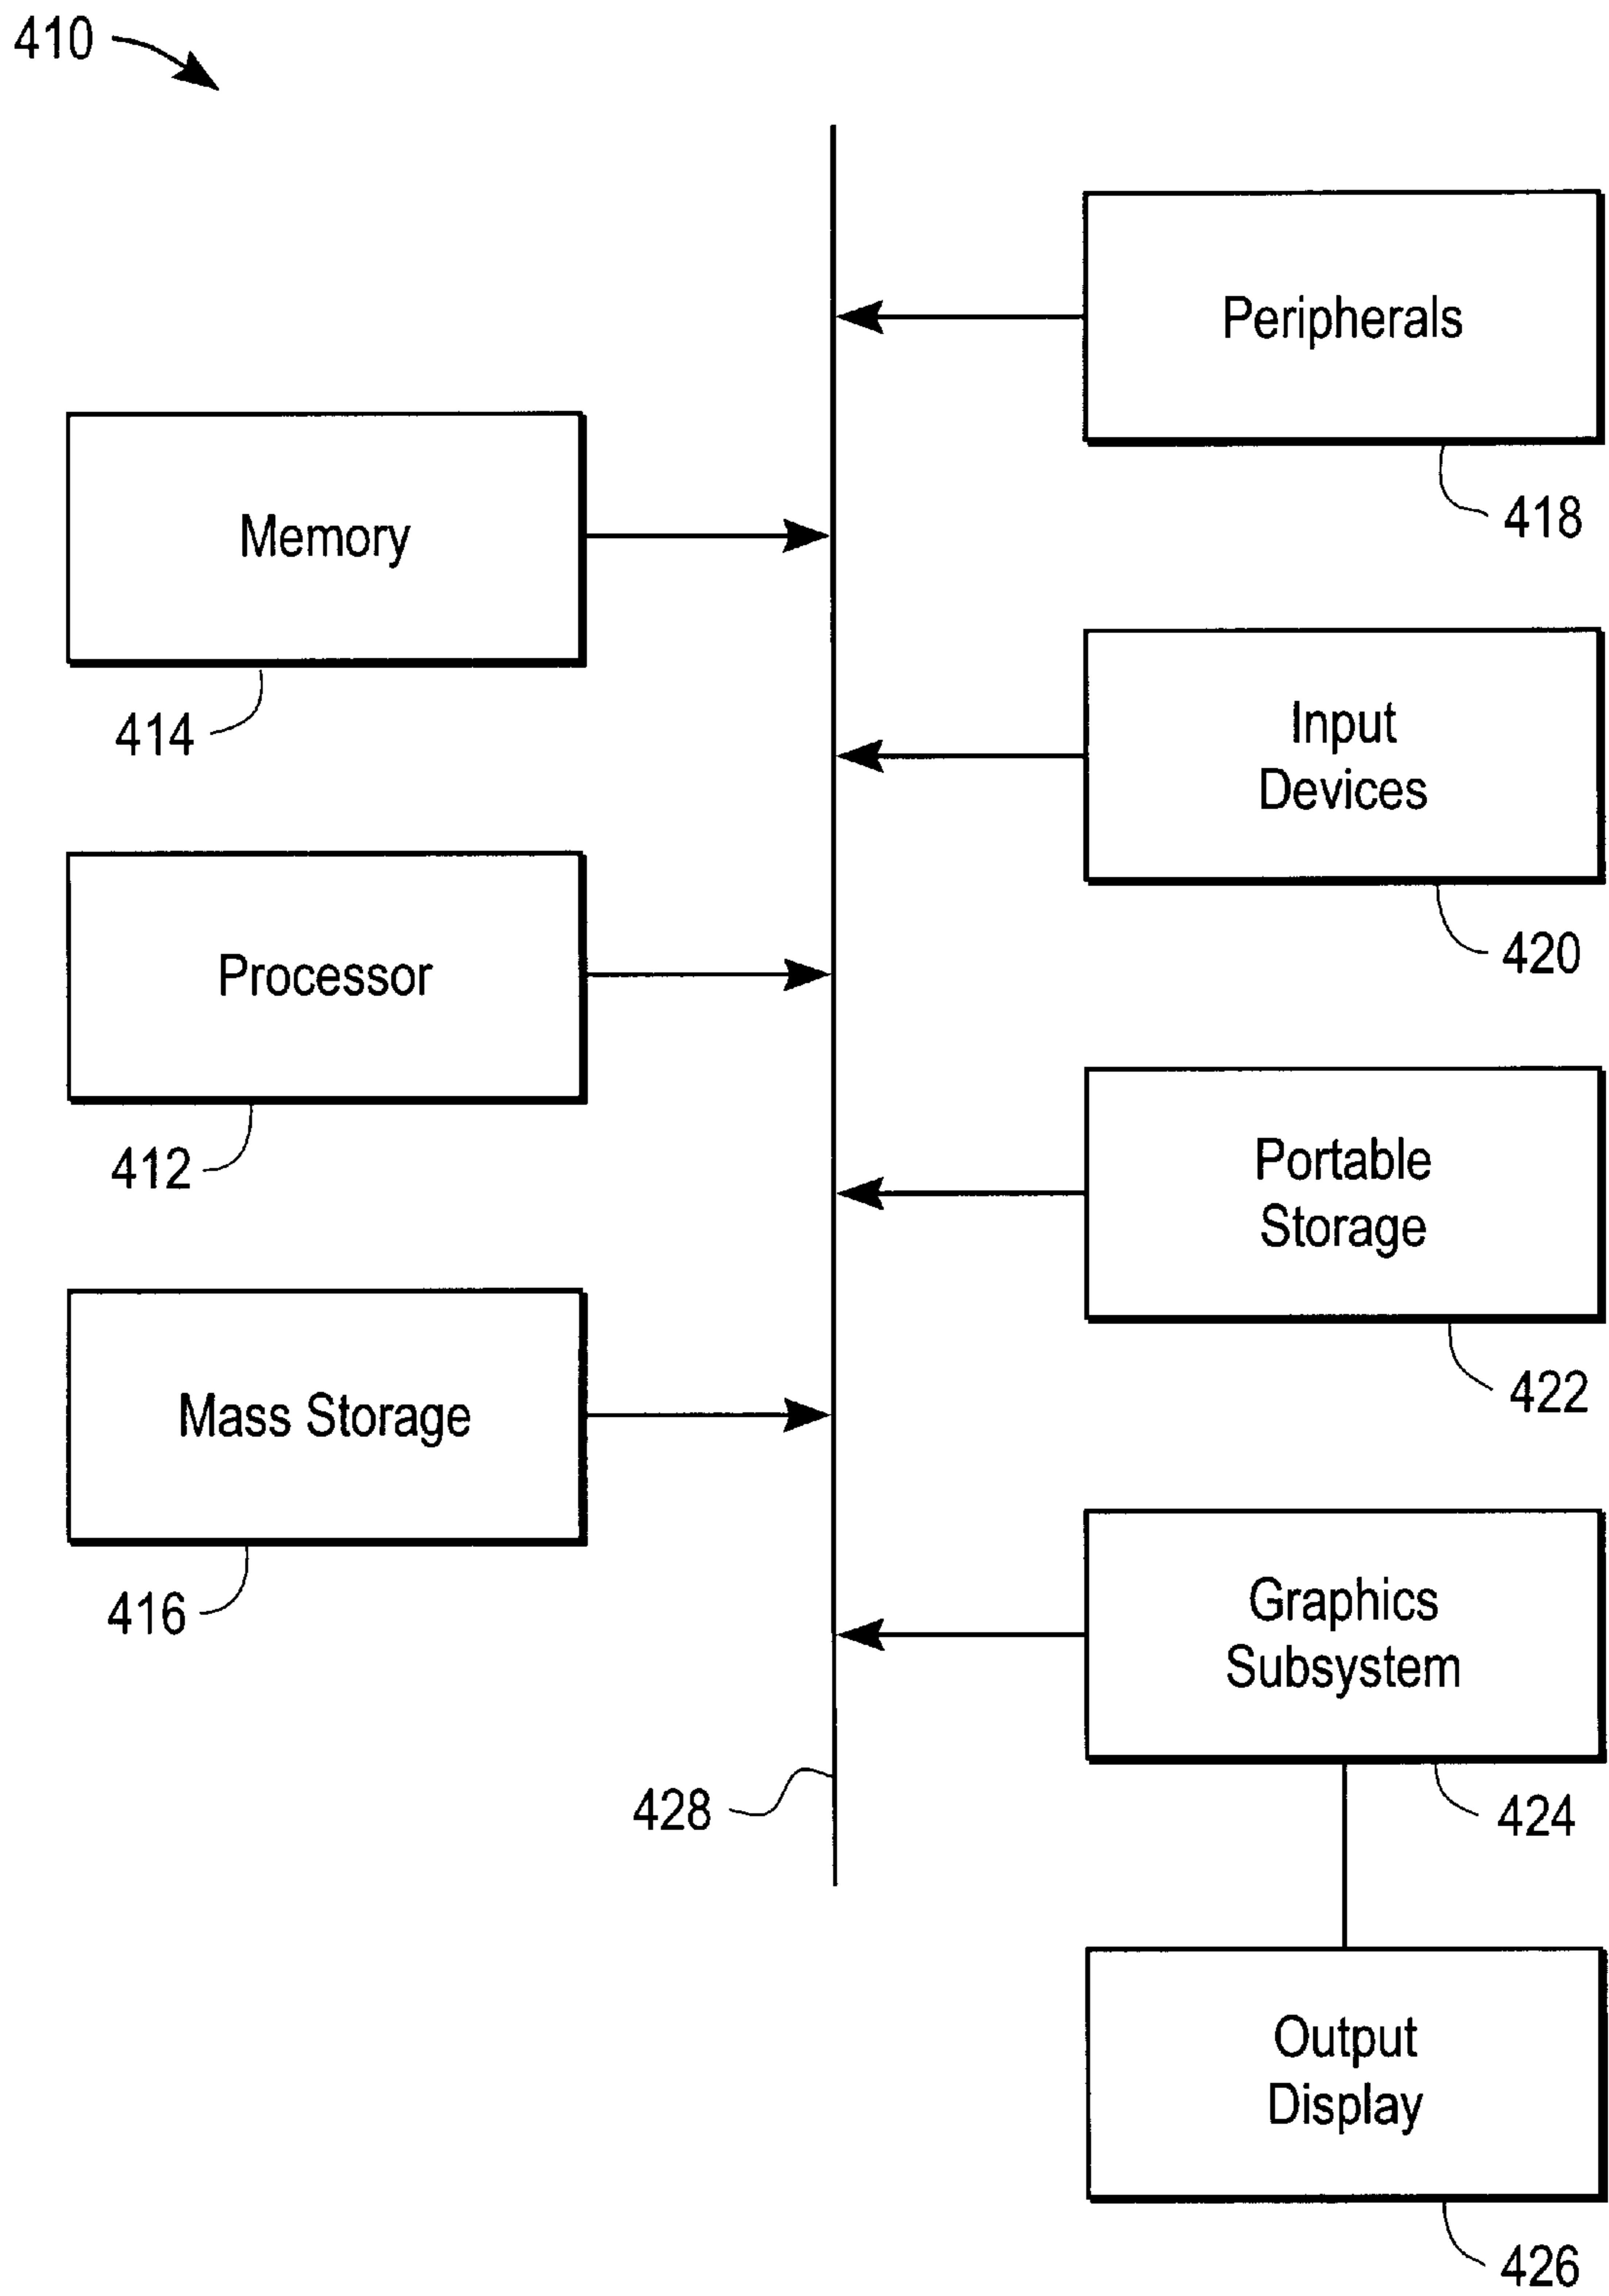 410
Peripherals
418
Memory
414
Input
Devices
420
Processor
412
Portable
Storage
422
Mass Storage
416
Graphics
Subsystem
424
428
Output
Display
426